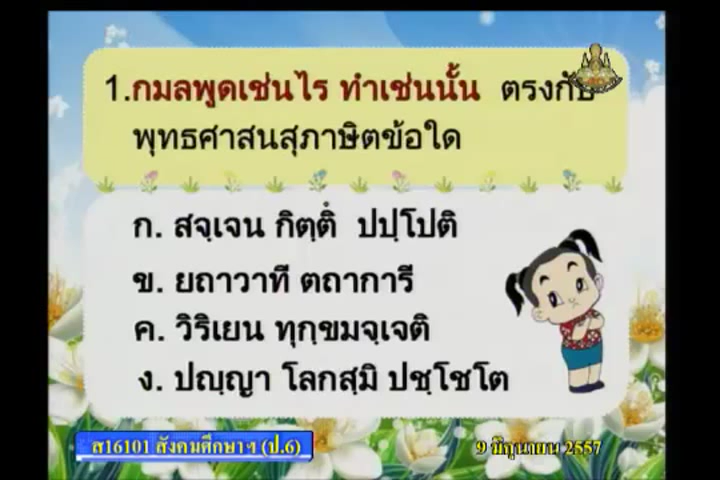 1.กมลพูดเช่นไร ทำเช่นนั้น ตรงกับ
พุทธศาสนสุภาษิตข้อใด
ก. สจฺเจน กิตฺตึ ปปฺโปติ
ข. ยถาวาที ตถาการี
ค. วิริเยน ทุกฺขมจฺเจติ
ง. ปญฺญา โลกสฺมิ ปชฺโชโต
ส16101 สังคมศึกษาฯ (ป.6)
9 มิถุนายน 2557